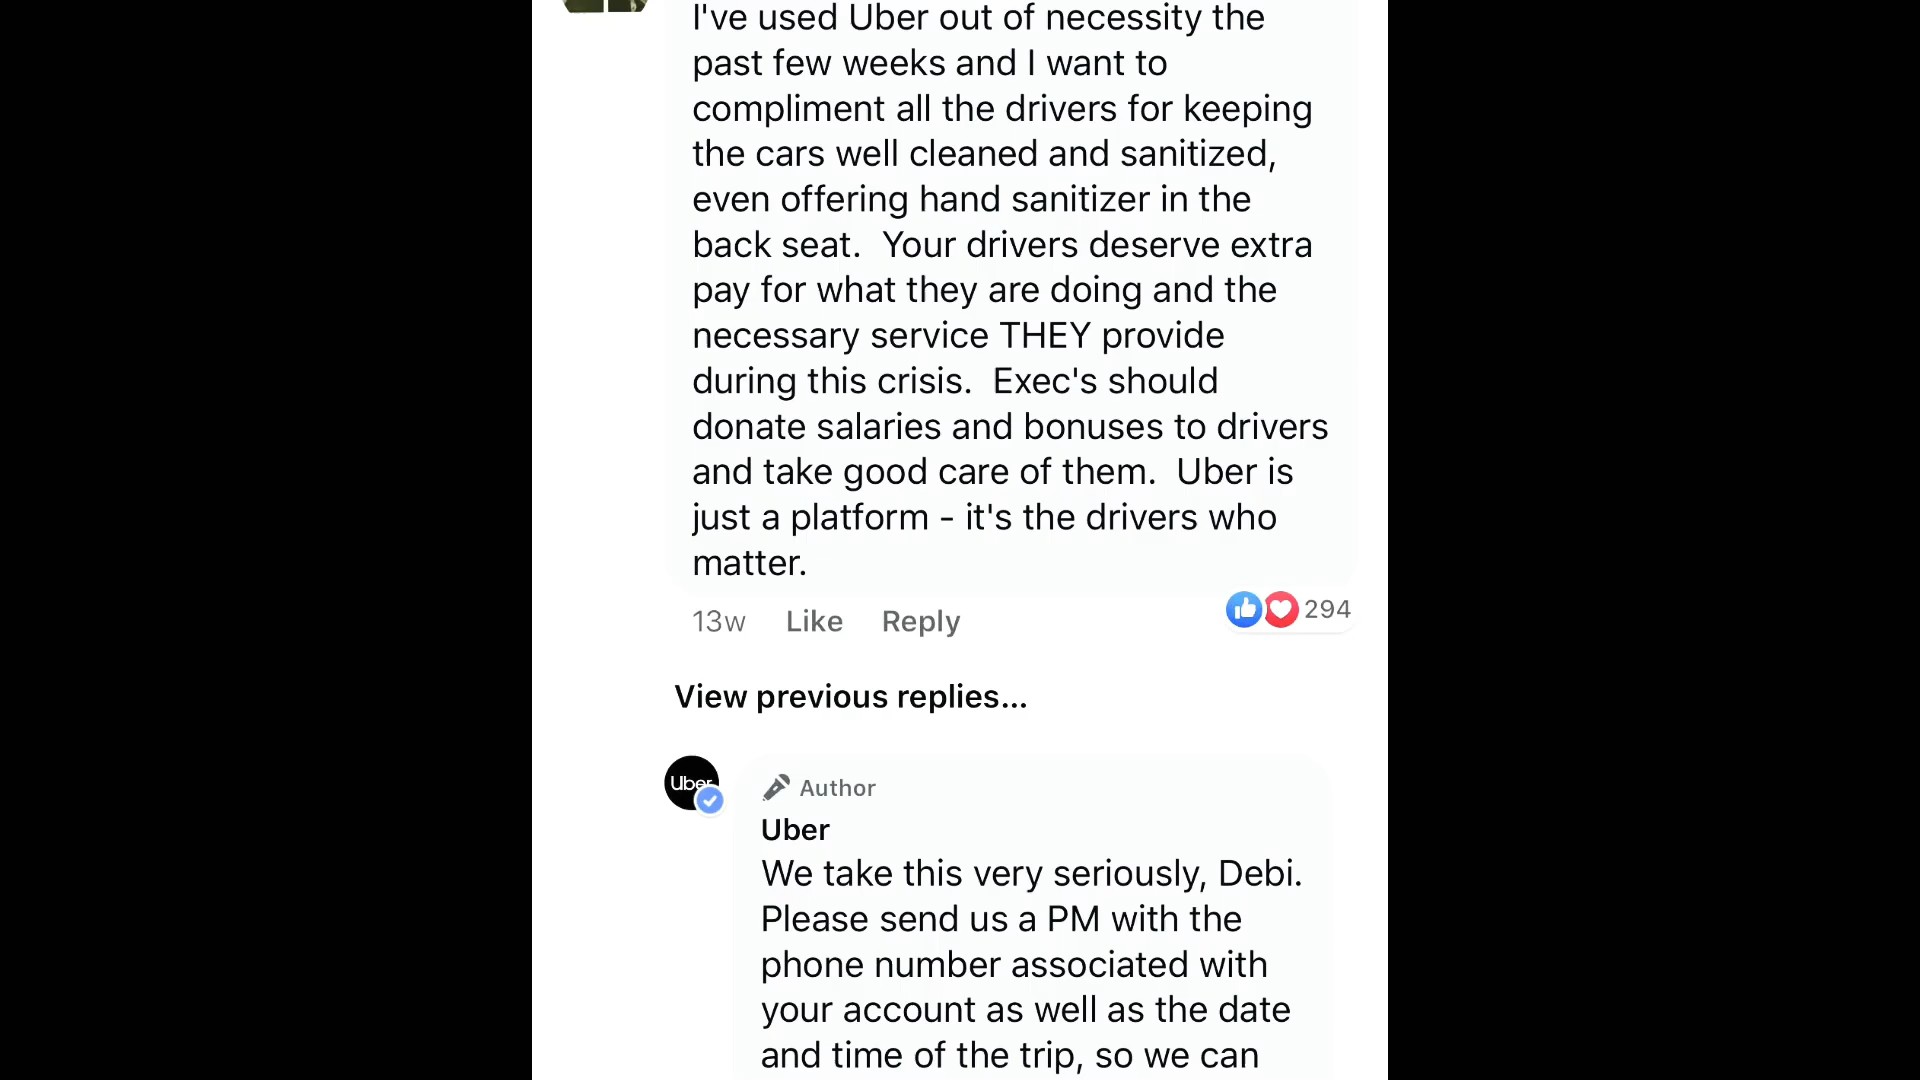 I've used Uber out of necessity the
past few weeks and I want to
compliment all the drivers for keeping
the cars well cleaned and sanitized,
even offering hand sanitizer in the
back seat.  Your drivers deserve extra
pay for what they are doing and the
necessary service THEY provide
during this crisis.  Exec's should
donate salaries and bonuses to drivers
and take good care of them.  Uber is
just a platform - it's the drivers who
matter.
13w Like Reply 294
View previous replies...
Uber
Author
Uber
We take this very seriously, Debi.
Please send us a PM with the
phone number associated with
your account as well as the date
and time of the trip, so we can